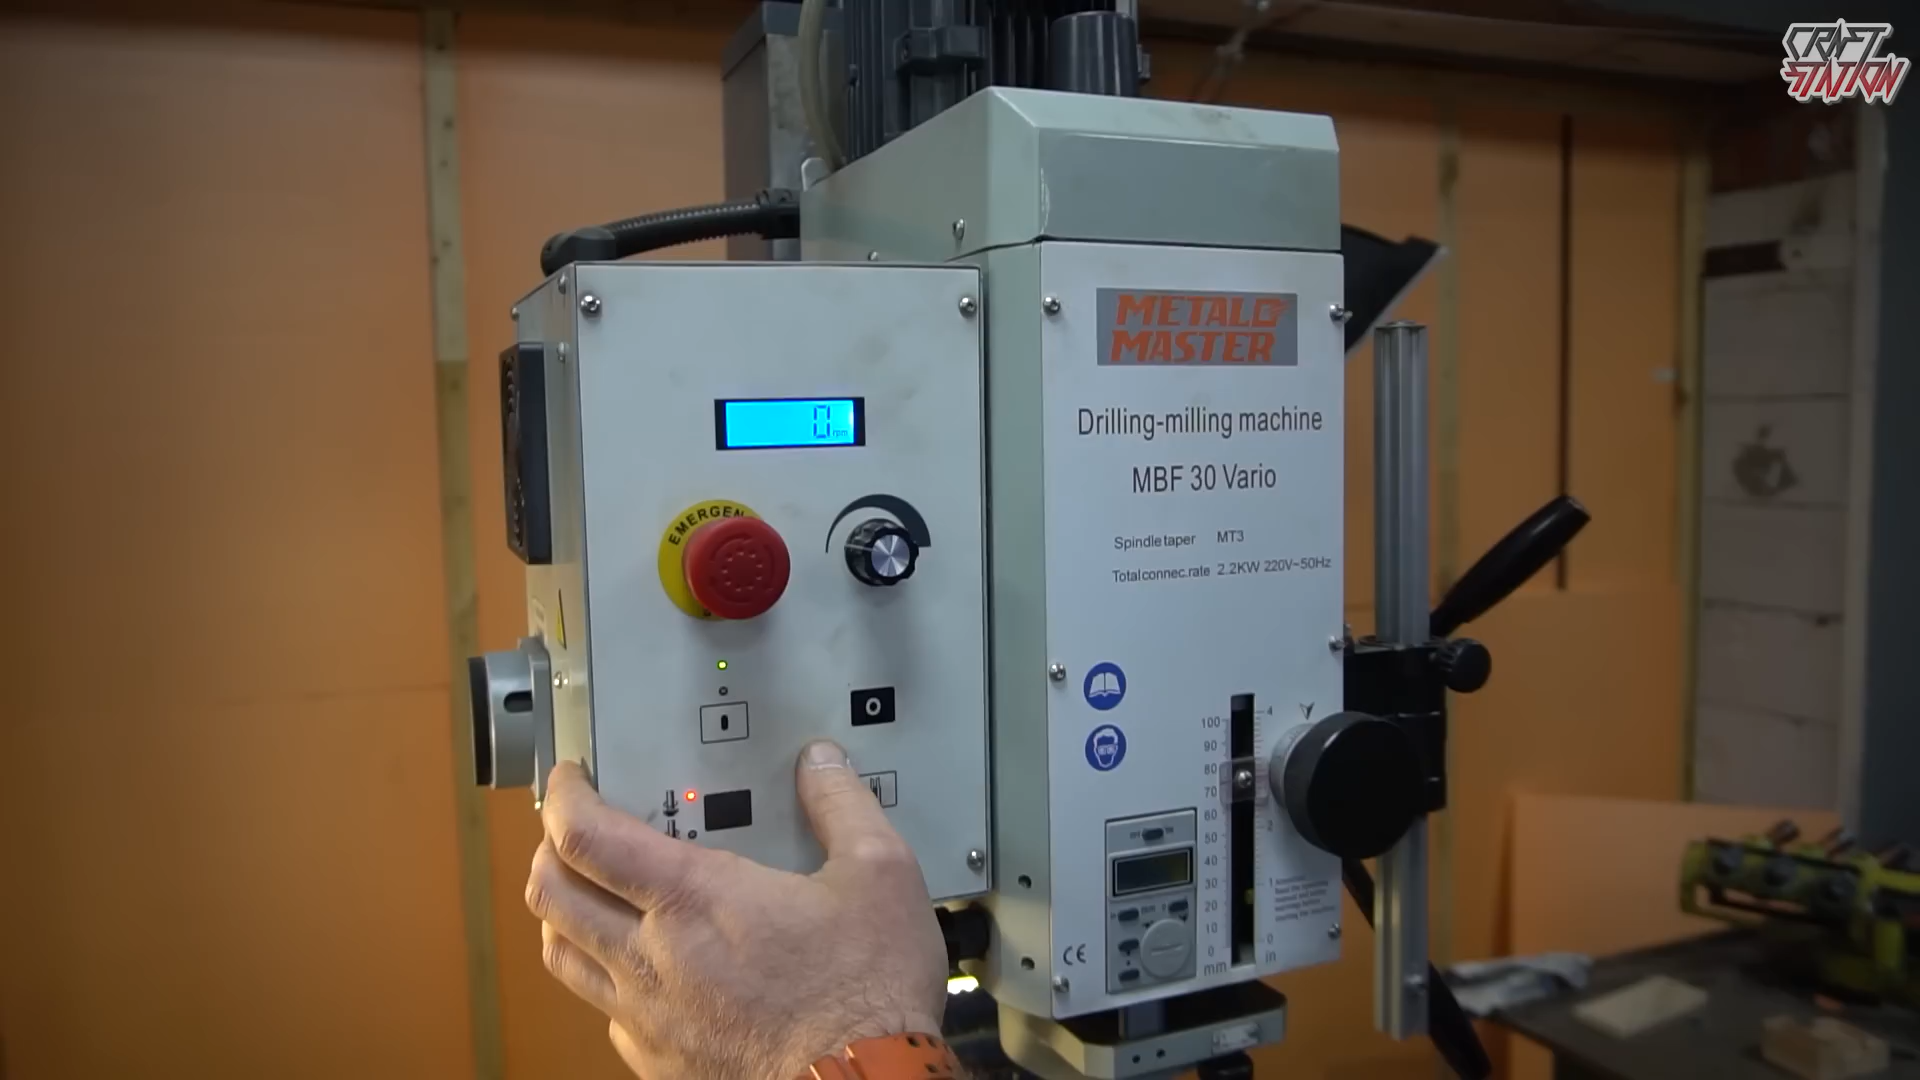 CRAFT
STATION
METAL
MASTER
Drilling-milling machine
MBF 30 Vario
Spindle taper MT3
Total connec.rate 2.2KW 220V~50Hz
0 rpm
EMERGEN
100
90
80
70
60
50
40
30
20
10
0
mm
4
2
1
0
in
CE